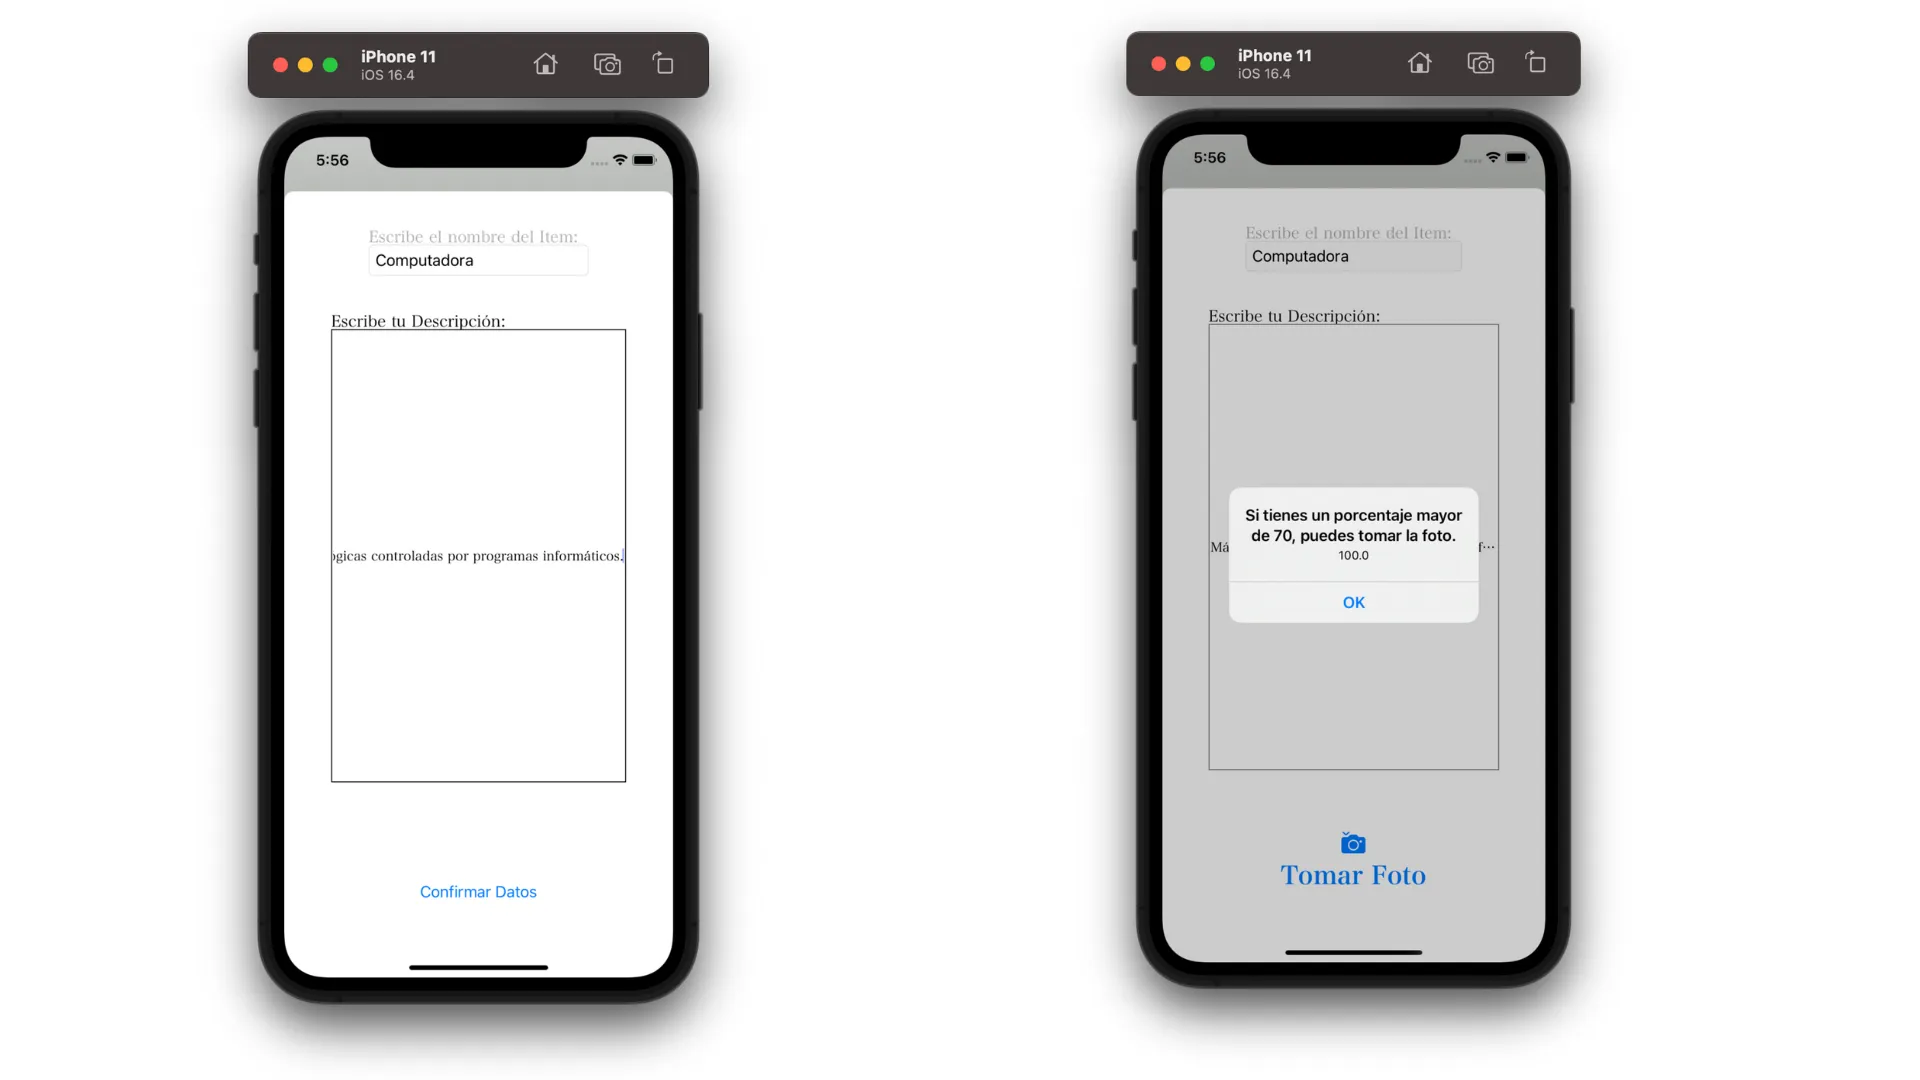 iPhone 11
iOS 16.4
5:56
Escribe el nombre del Item:
Computadora
Escribe tu Descripción:
ogicas controladas por programas informáticos.
Confirmar Datos
iPhone 11
iOS 16.4
5:56
Escribe el nombre del Item:
Computadora
Escribe tu Descripción:
Si tienes un porcentaje mayor
de 70, puedes tomar la foto.
Má
f…
100.0
OK
Tomar Foto